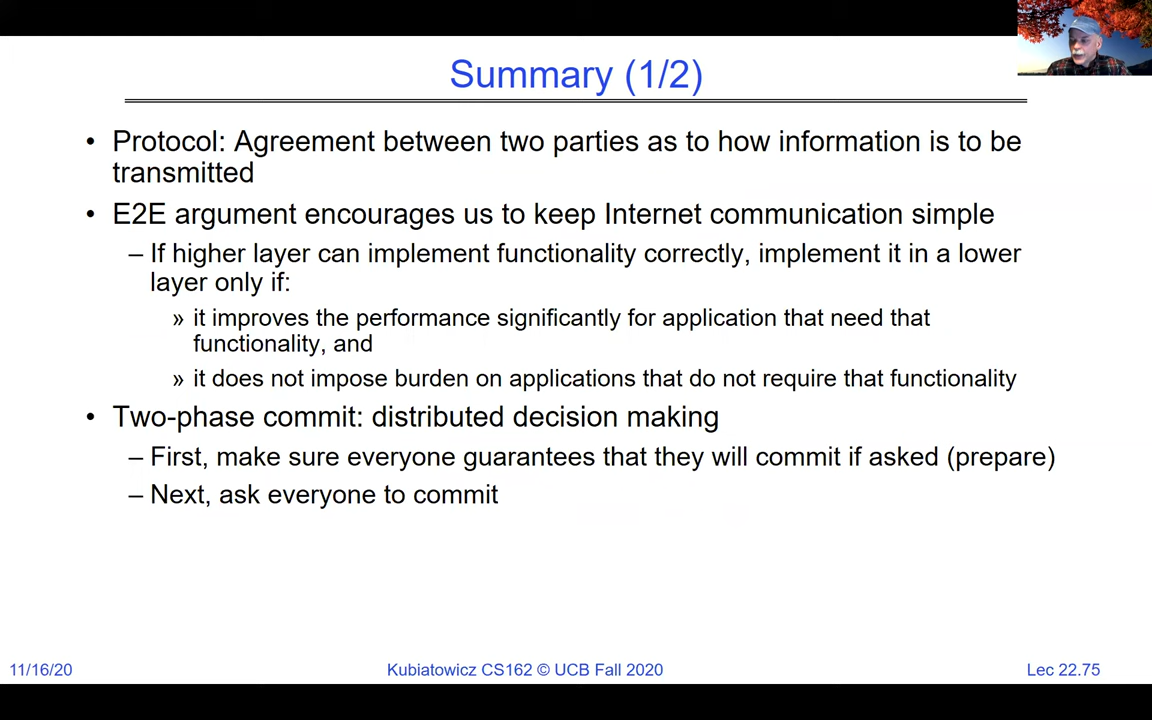 Summary (1/2)
• Protocol: Agreement between two parties as to how information is to be
transmitted
• E2E argument encourages us to keep Internet communication simple
– If higher layer can implement functionality correctly, implement it in a lower
layer only if:
» it improves the performance significantly for application that need that
functionality, and
» it does not impose burden on applications that do not require that functionality
• Two-phase commit: distributed decision making
– First, make sure everyone guarantees that they will commit if asked (prepare)
– Next, ask everyone to commit
11/16/20
Kubiatowicz CS162 © UCB Fall 2020
Lec 22.75